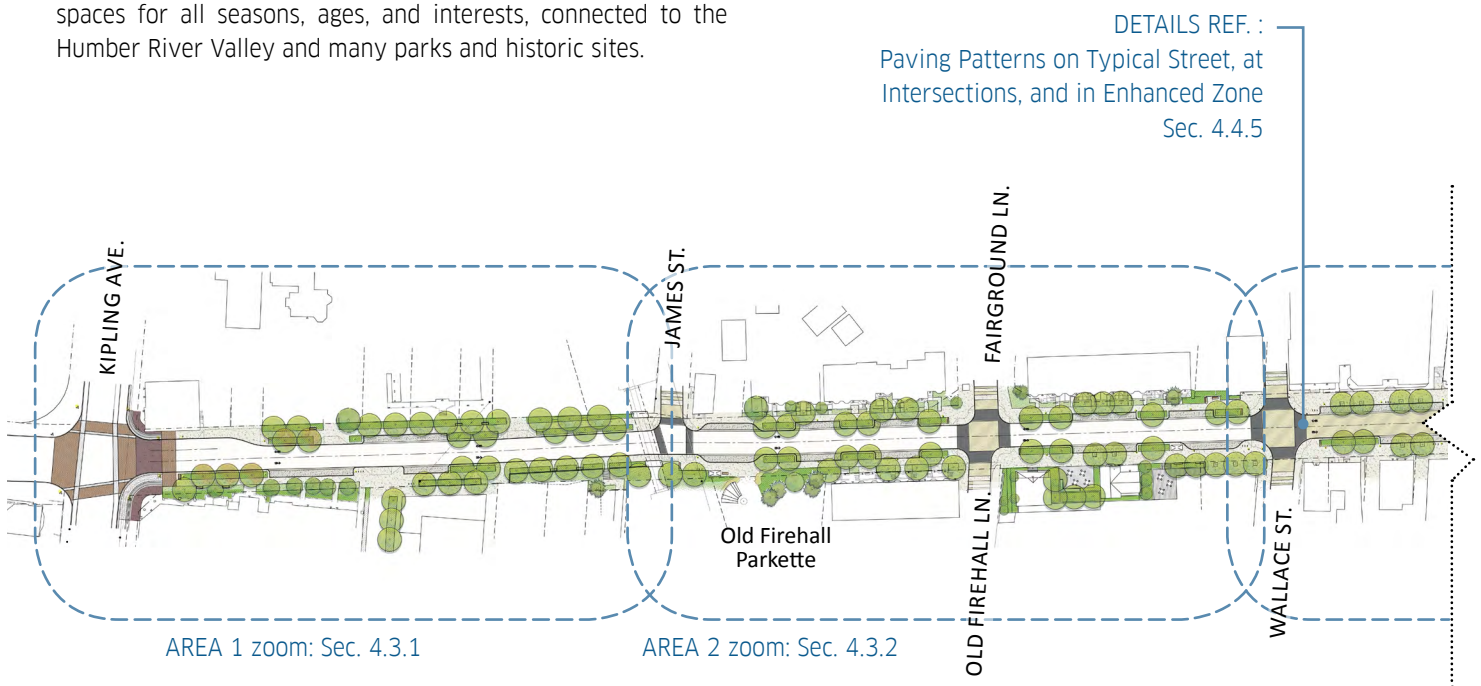 spaces for all seasons, ages, and interests, connected to the
Humber River Valley and many parks and historic sites.
DETAILS REF. :
Paving Patterns on Typical Street, at
Intersections, and in Enhanced Zone
Sec. 4.4.5
KIPLING AVE.
JAMES ST.
FAIRGROUND LN.
Old Firehall
Parkette
OLD FIREHALL LN.
WALLACE ST.
AREA 1 zoom: Sec. 4.3.1
AREA 2 zoom: Sec. 4.3.2